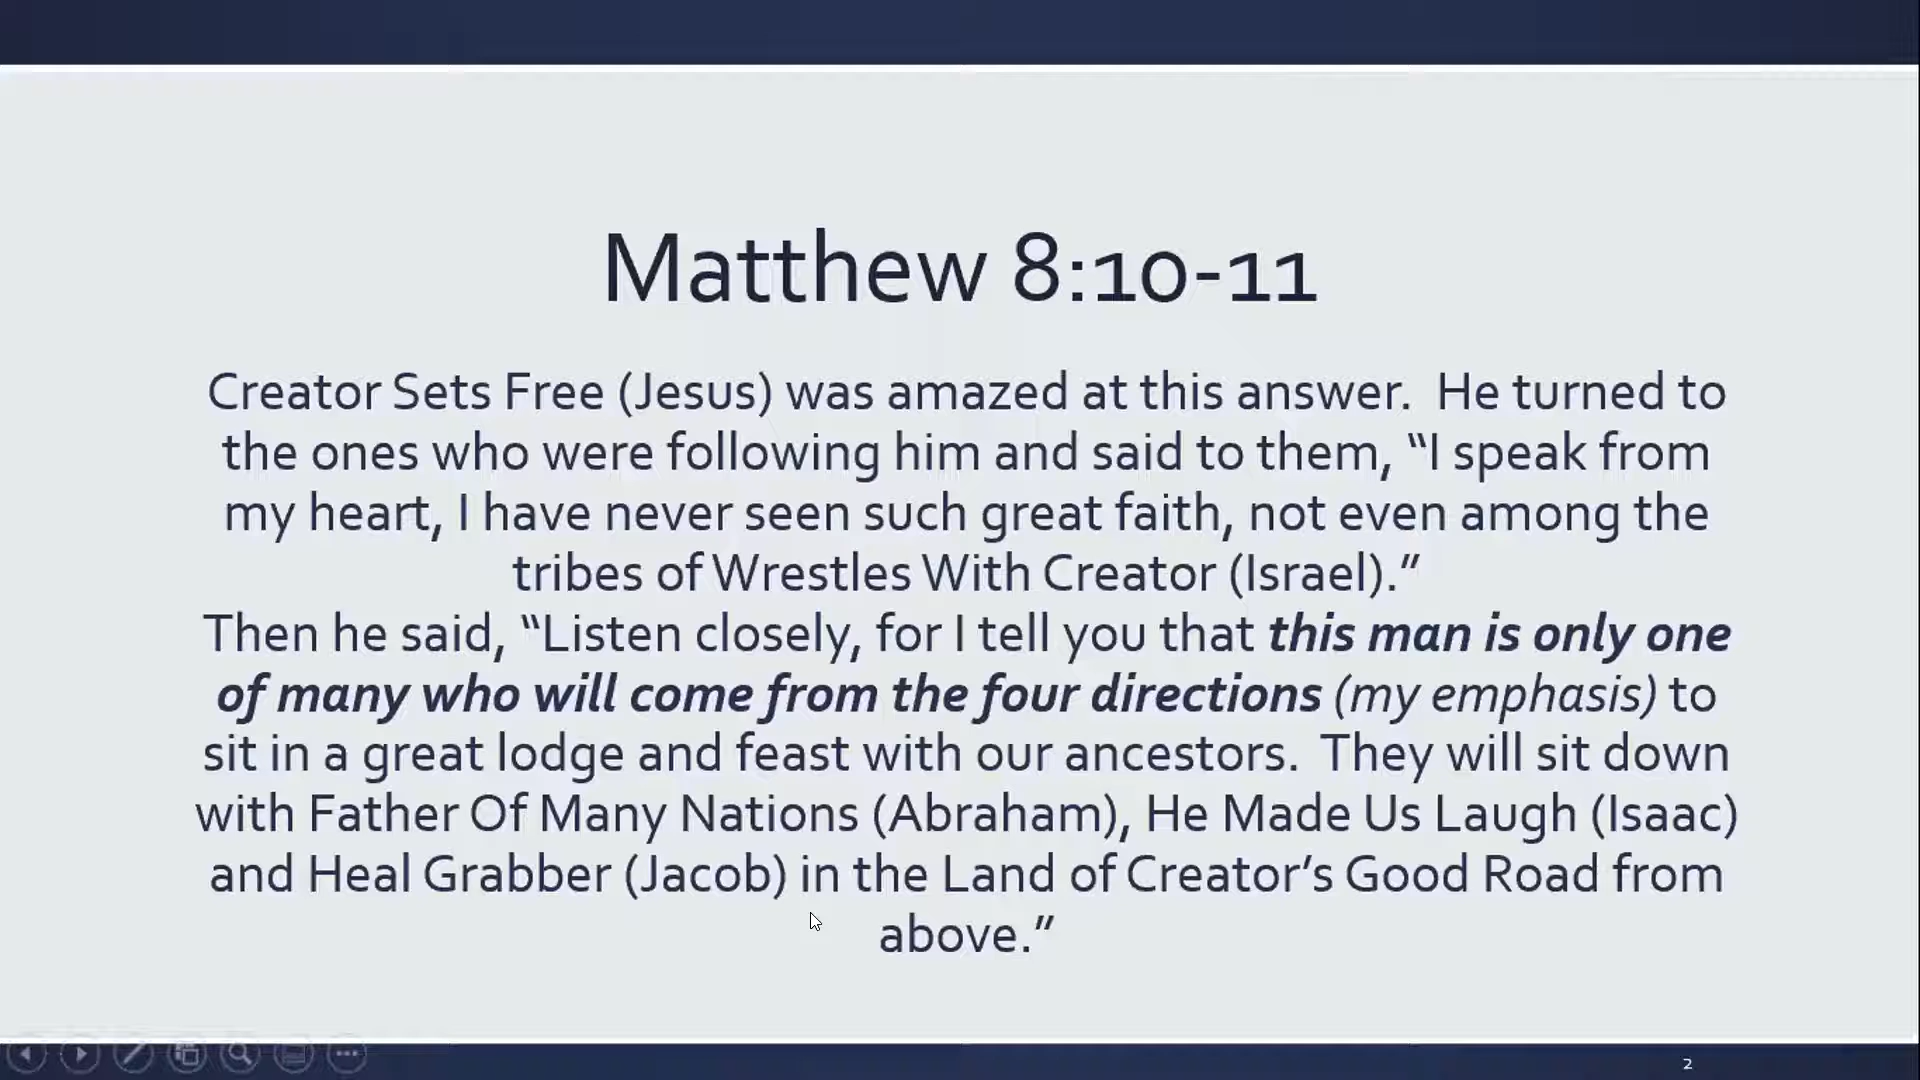 Matthew 8:10-11
Creator Sets Free (Jesus) was amazed at this answer.  He turned to
the ones who were following him and said to them, “I speak from
my heart, I have never seen such great faith, not even among the
tribes of Wrestles With Creator (Israel).”
Then he said, “Listen closely, for I tell you that this man is only one
of many who will come from the four directions (my emphasis) to
sit in a great lodge and feast with our ancestors.  They will sit down
with Father Of Many Nations (Abraham), He Made Us Laugh (Isaac)
and Heal Grabber (Jacob) in the Land of Creator’s Good Road from
above.”
2